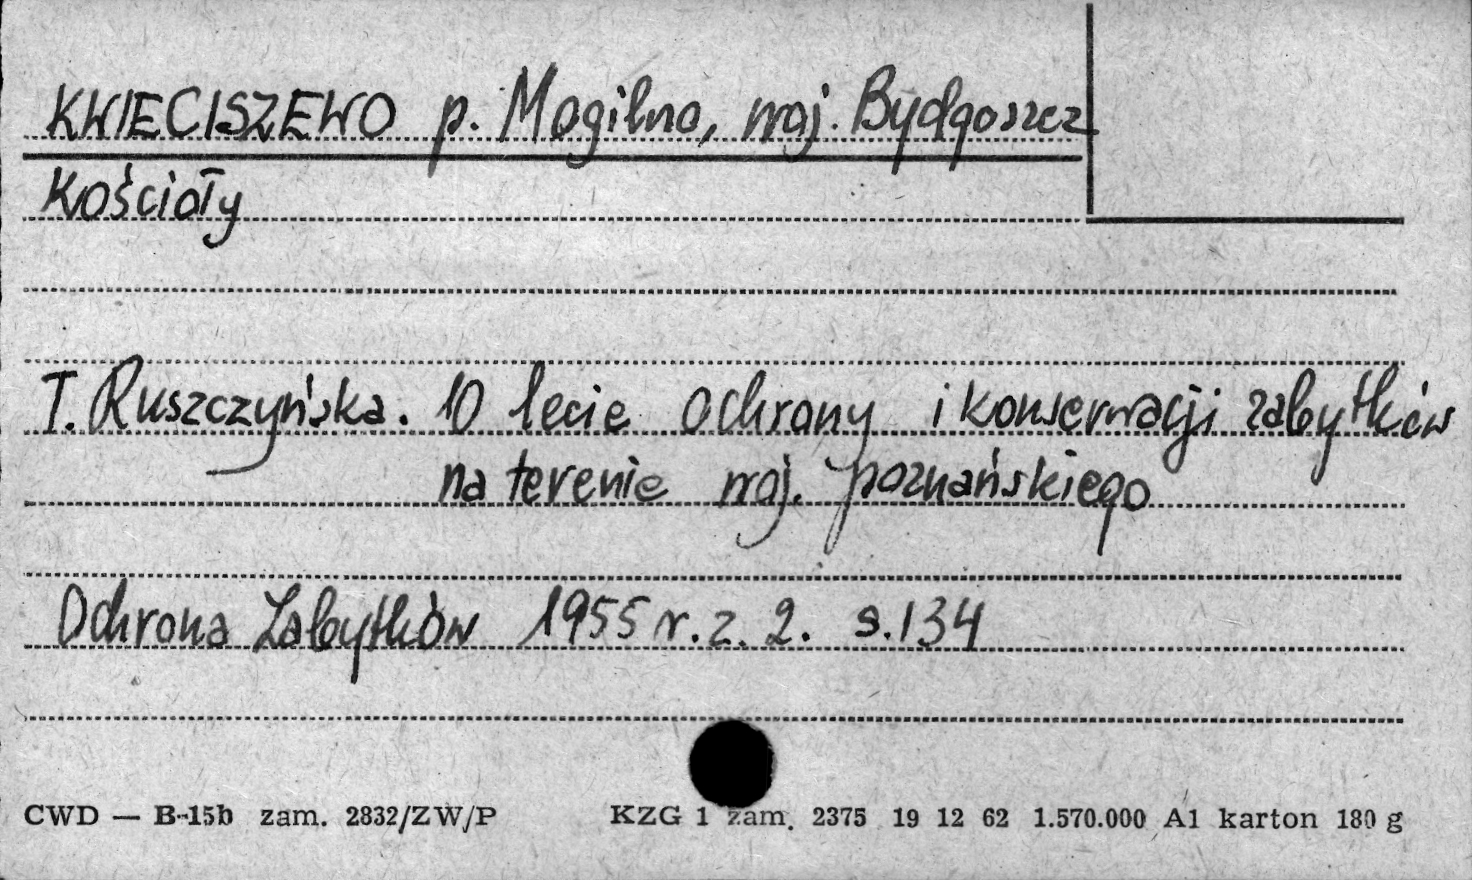 KWIECISZEWO p. Mogilno, woj. Bydgoszcz
Kościoły
T. Ruszczyńska. 10 lecie ochrony i konserwacji zabytków
na terenie woj. poznańskiego
Ochrona Zabytków 1955 r. z. 2. s. 134
CWD — B-15b zam. 2832/ZW/P KZG 1 zam. 2375 19 12 62 1.570.000 A1 karton 180 g